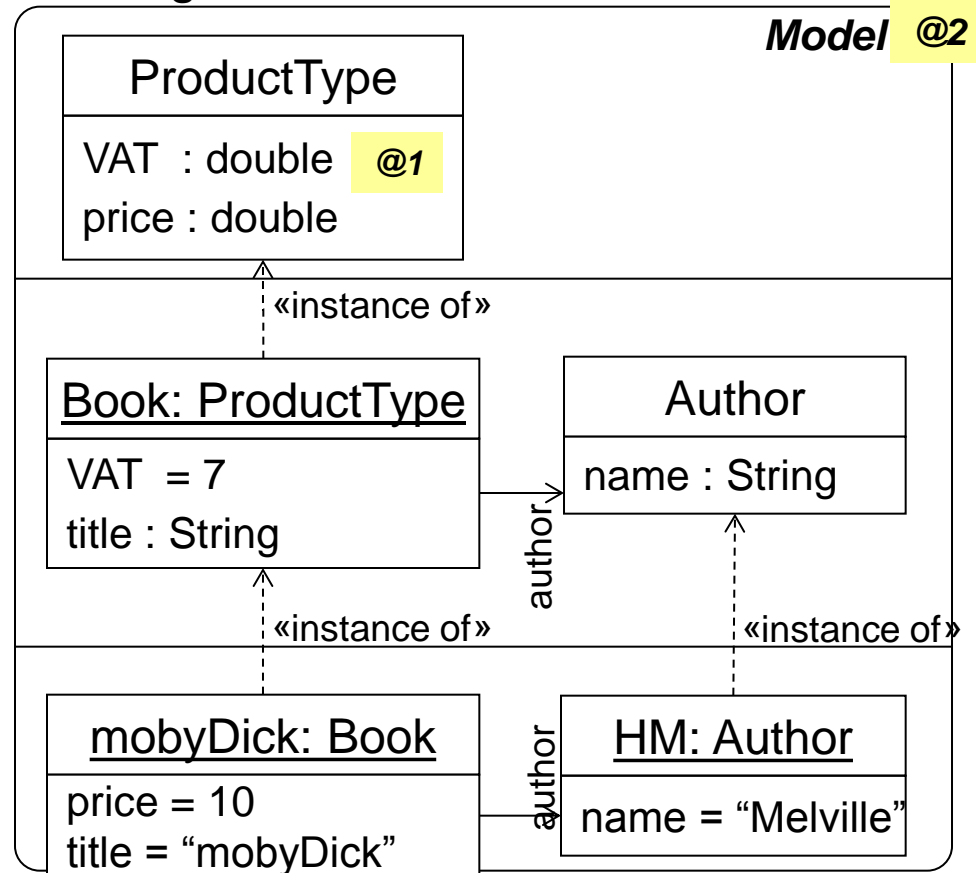 Model @2
ProductType
VAT : double @1
price : double
«instance of»
Book: ProductType
VAT = 7
title : String
author
Author
name : String
«instance of»
«instance of»
mobyDick: Book
price = 10
title = “mobyDick”
author
HM: Author
name = “Melville”